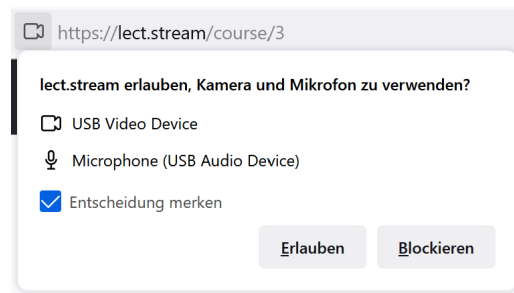 https://lect.stream/course/3
lect.stream erlauben, Kamera und Mikrofon zu verwenden?
USB Video Device
Microphone (USB Audio Device)
Entscheidung merken
Erlauben
Blockieren